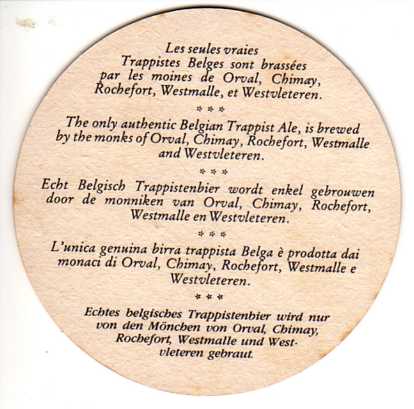 Les seules vraies
Trappistes Belges sont brassées
par les moines de Orval, Chimay,
Rochefort, Westmalle, et Westvleteren.
* * *
The only authentic Belgian Trappist Ale, is brewed
by the monks of Orval, Chimay, Rochefort, Westmalle
and Westvleteren.
* * *
Echt Belgisch Trappistenbier wordt enkel gebrouwen
door de monniken van Orval, Chimay, Rochefort,
Westmalle en Westvleteren.
* * *
L'unica genuina birra trappista Belga è prodotta dai
monaci di Orval, Chimay, Rochefort, Westmalle e
Westvleteren.
* * *
Echtes belgisches Trappistenbier wird nur
von den Mönchen von Orval, Chimay,
Rochefort, Westmalle und West-
vleteren gebraut.